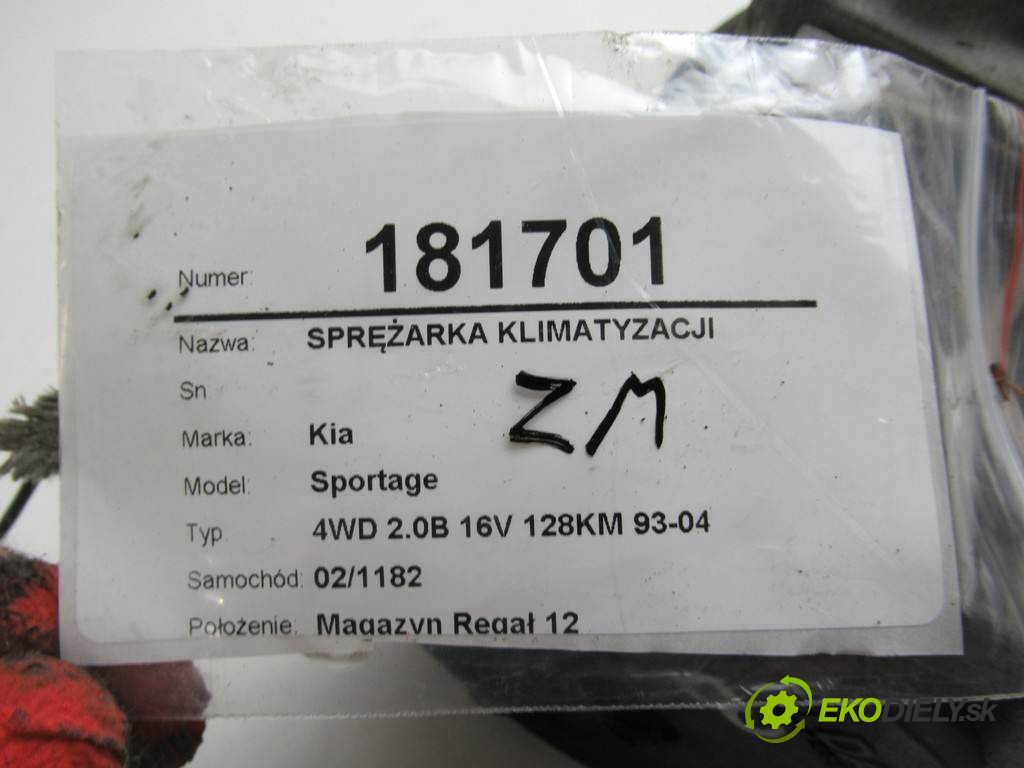 Numer: 181701
Nazwa: SPRĘŻARKA KLIMATYZACJI
Sn
ZM
Marka: Kia
Model: Sportage
Typ 4WD 2.0B 16V 128KM 93-04
Samochód: 02/1182
Położenie: Magazyn Regał 12
EKODIELY.sk